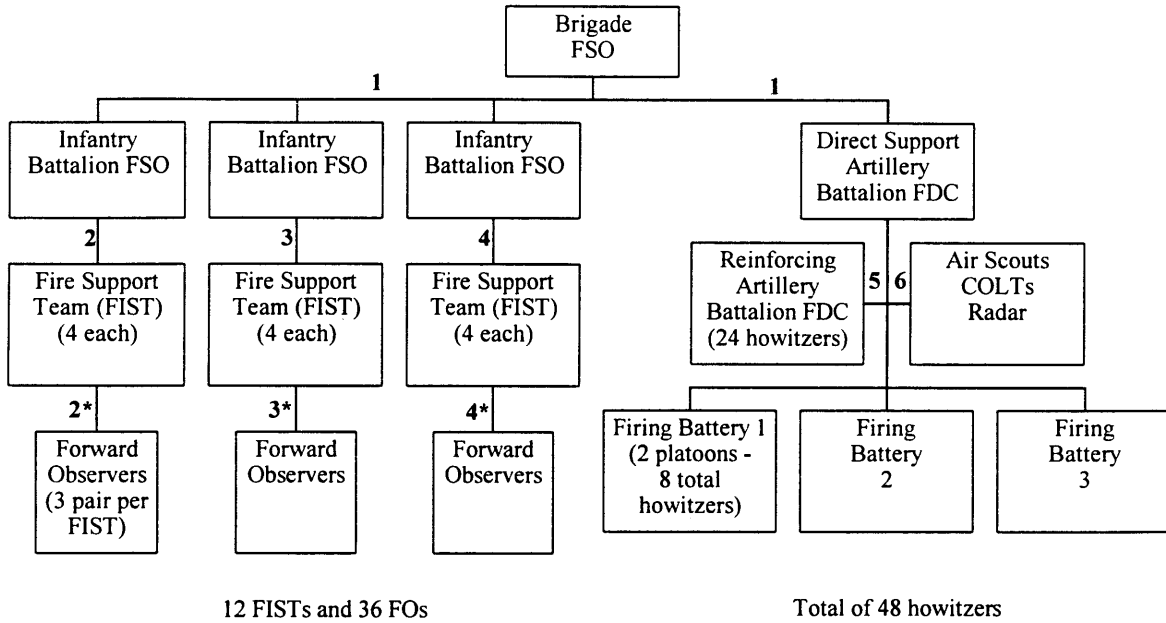 Brigade
FSO
1
1
Infantry
Battalion FSO
Infantry
Battalion FSO
Infantry
Battalion FSO
Direct Support
Artillery
Battalion FDC
2
3
4
Fire Support
Team (FIST)
(4 each)
Fire Support
Team (FIST)
(4 each)
Fire Support
Team (FIST)
(4 each)
Reinforcing
Artillery
Battalion FDC
(24 howitzers)
5
6
Air Scouts
COLTs
Radar
2*
3*
4*
Forward
Observers
(3 pair per
FIST)
Forward
Observers
Forward
Observers
Firing Battery 1
(2 platoons -
8 total
howitzers)
Firing
Battery
2
Firing
Battery
3
12 FISTs and 36 FOs
Total of 48 howitzers